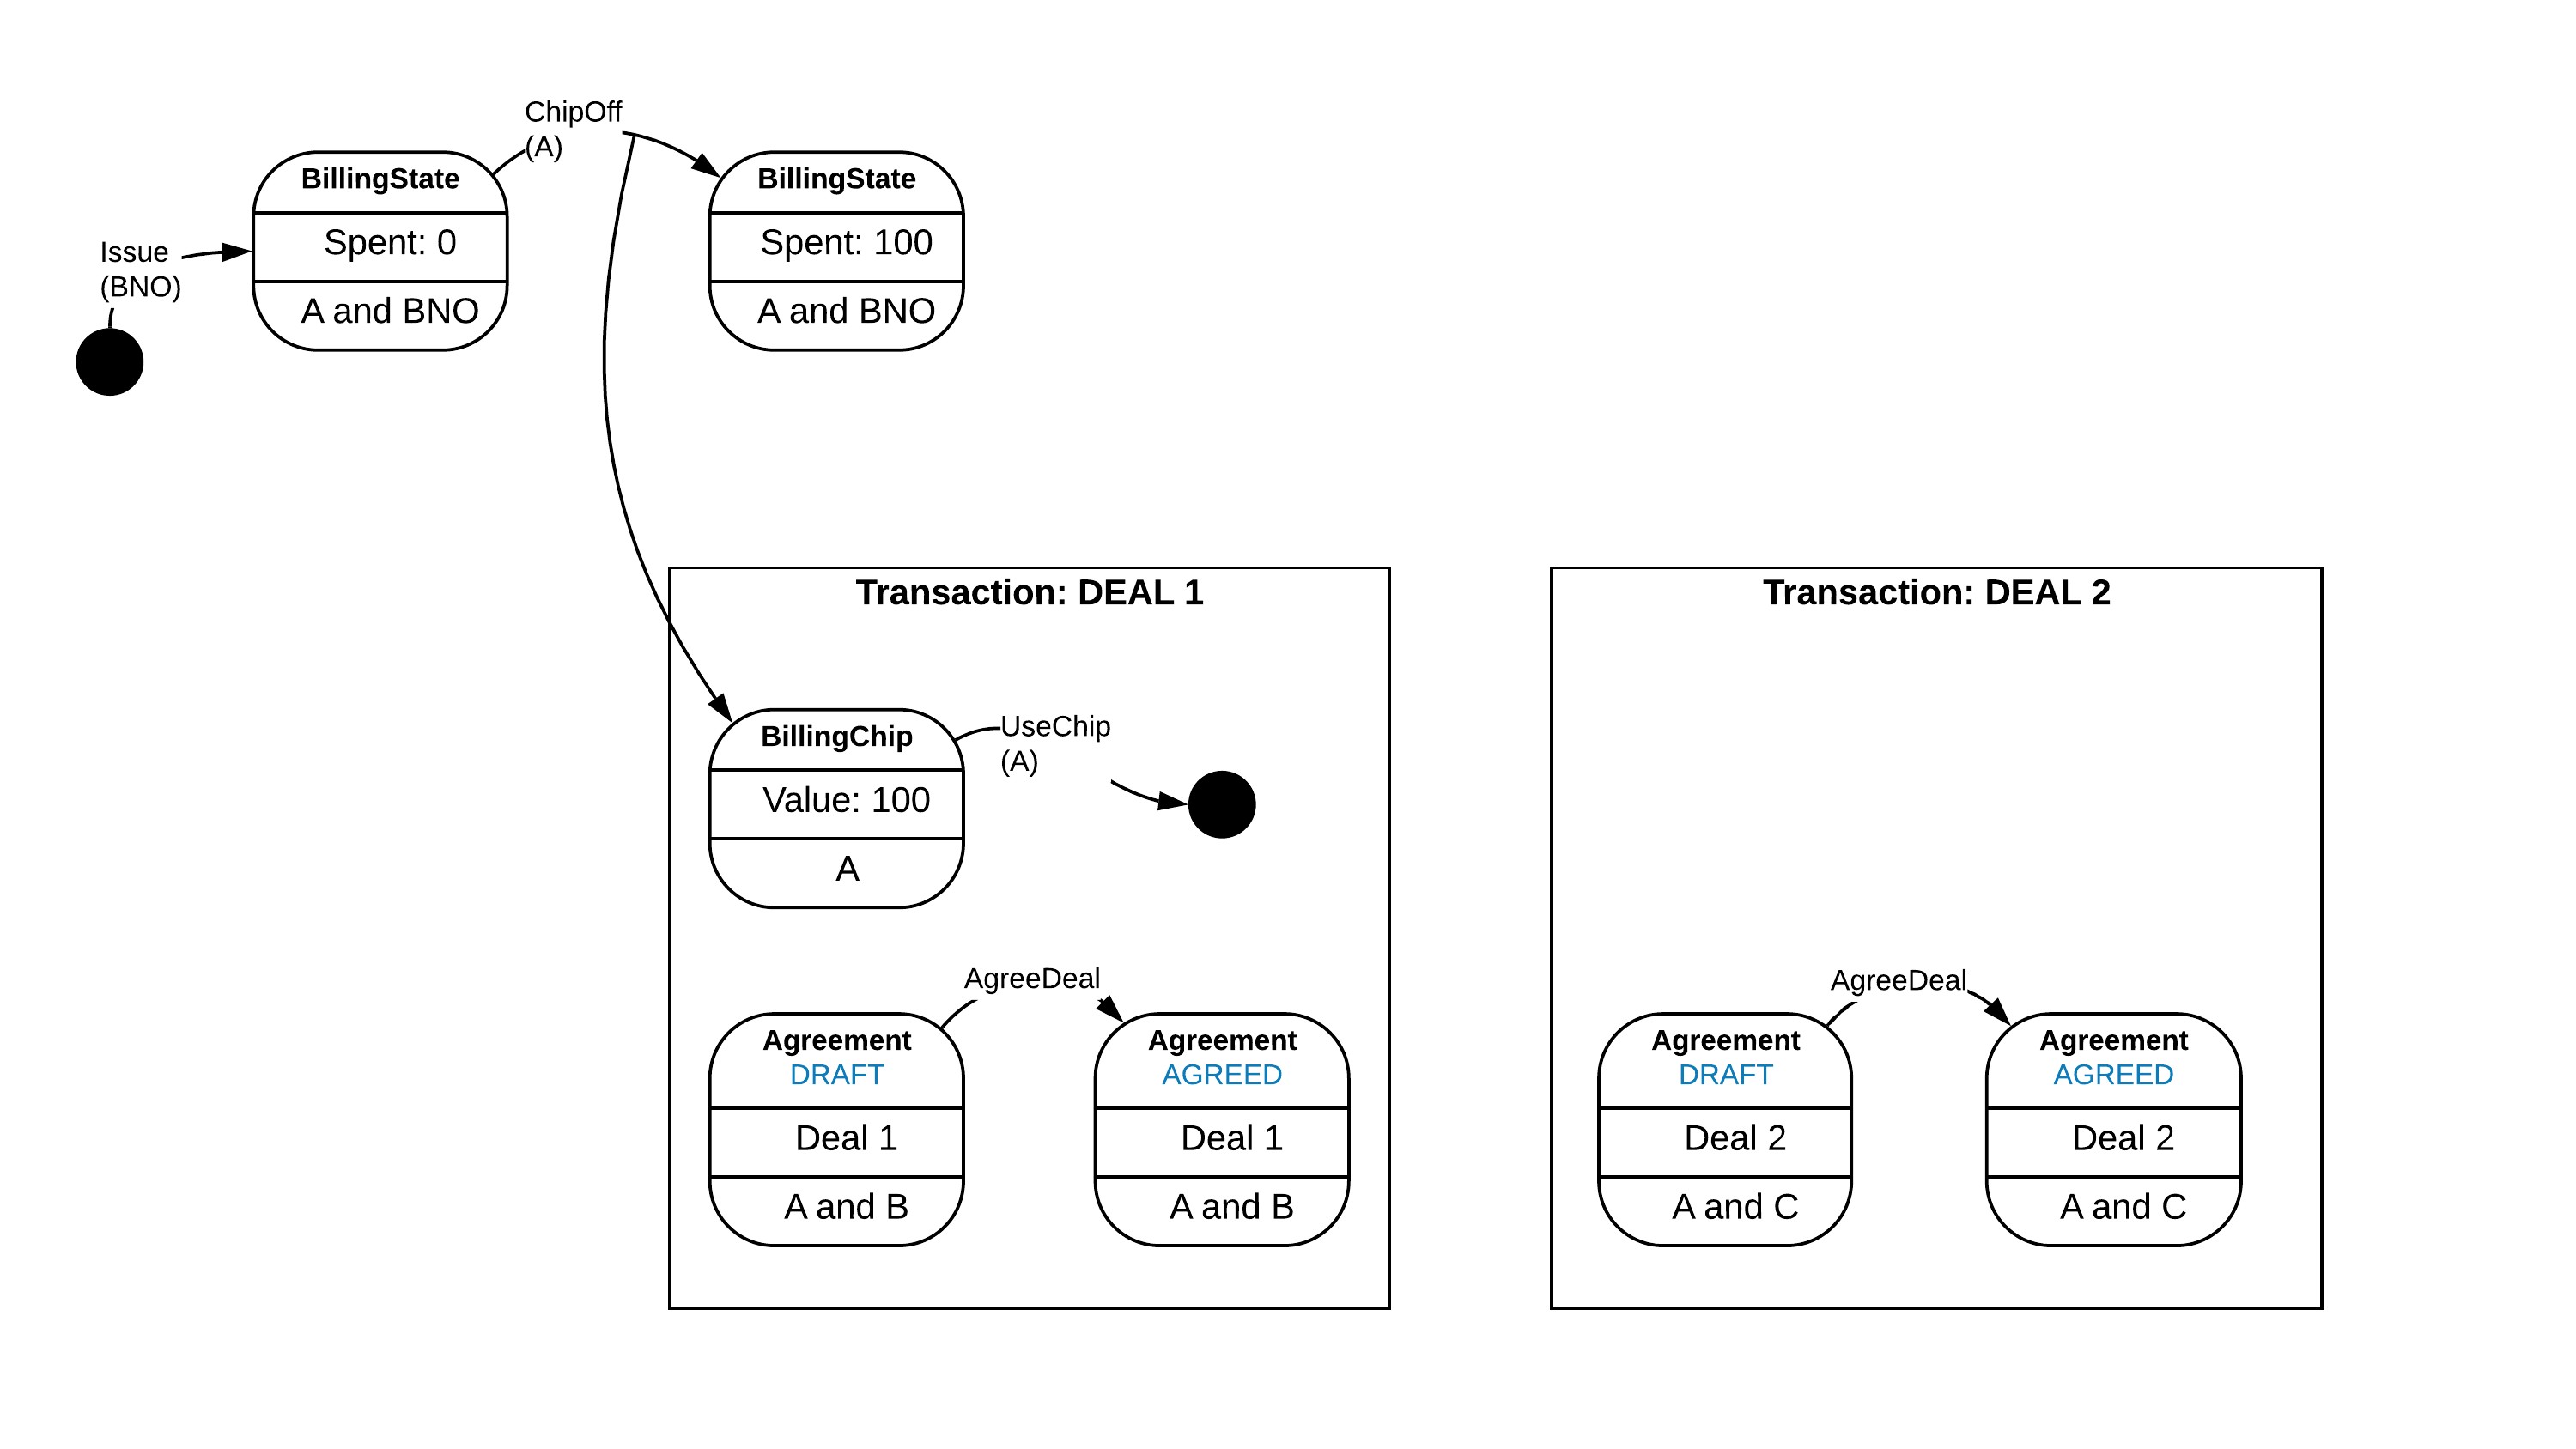 ChipOff
(A)
BillingState
Spent: 0
A and BNO
BillingState
Spent: 100
A and BNO
Issue
(BNO)
Transaction: DEAL 1
BillingChip
Value: 100
A
UseChip
(A)
AgreeDeal
Agreement
DRAFT
Deal 1
A and B
Agreement
AGREED
Deal 1
A and B
Transaction: DEAL 2
AgreeDeal
Agreement
DRAFT
Deal 2
A and C
Agreement
AGREED
Deal 2
A and C